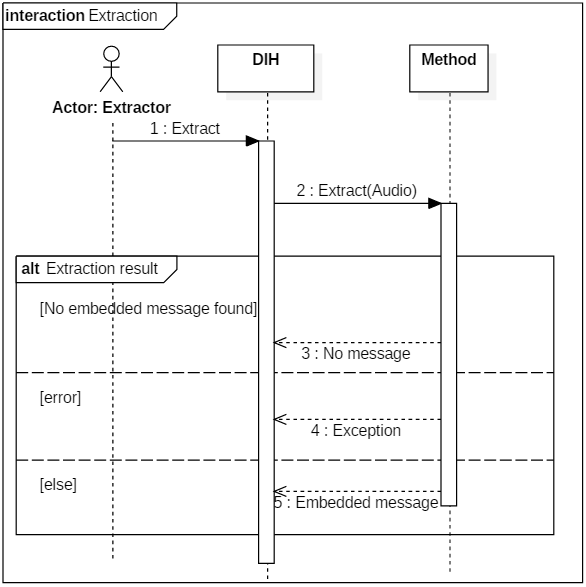 interaction Extraction
DIH
Method
Actor: Extractor
1 : Extract
2 : Extract(Audio)
alt Extraction result
[No embedded message found]
3 : No message
[error]
4 : Exception
[else]
5 : Embedded message